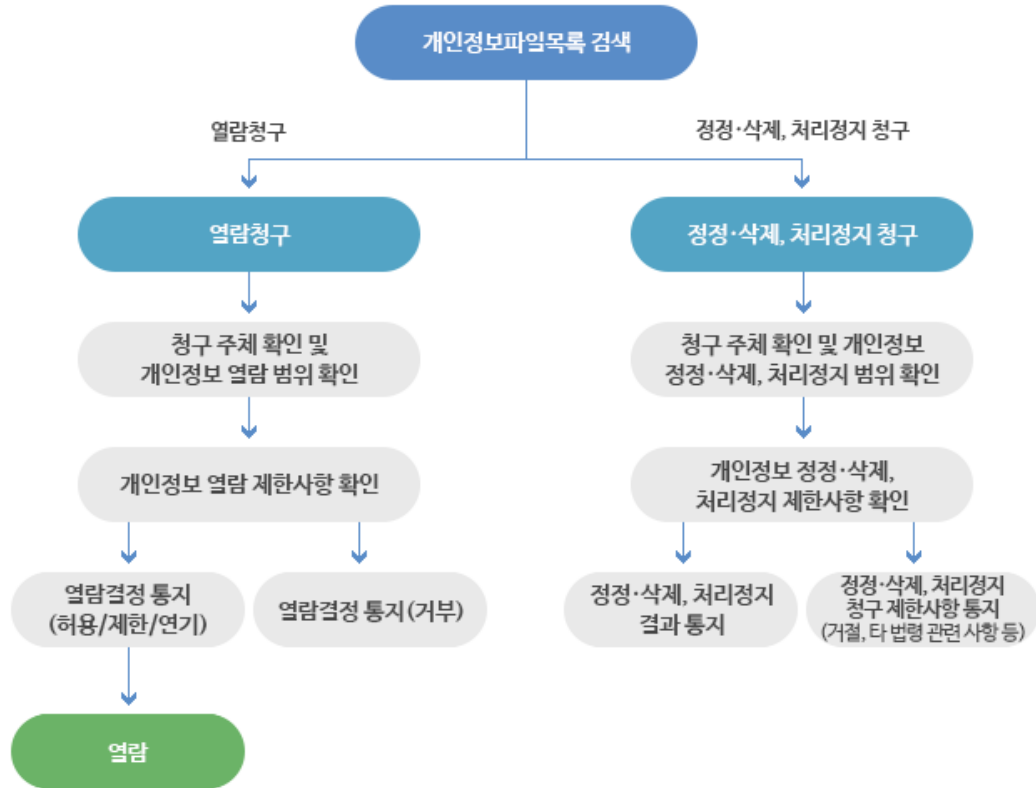 개인정보파일목록 검색
열람청구
정정·삭제, 처리정지 청구
열람청구
정정·삭제, 처리정지 청구
청구 주체 확인 및
개인정보 열람 범위 확인
청구 주체 확인 및 개인정보
정정·삭제, 처리정지 범위 확인
개인정보 열람 제한사항 확인
개인정보 정정·삭제,
처리정지 제한사항 확인
열람결정 통지
(허용/제한/연기)
열람결정 통지(거부)
정정·삭제, 처리정지
결과 통지
정정·삭제, 처리정지
청구 제한사항 통지
(거절, 타 법령 관련 사항 등)
열람